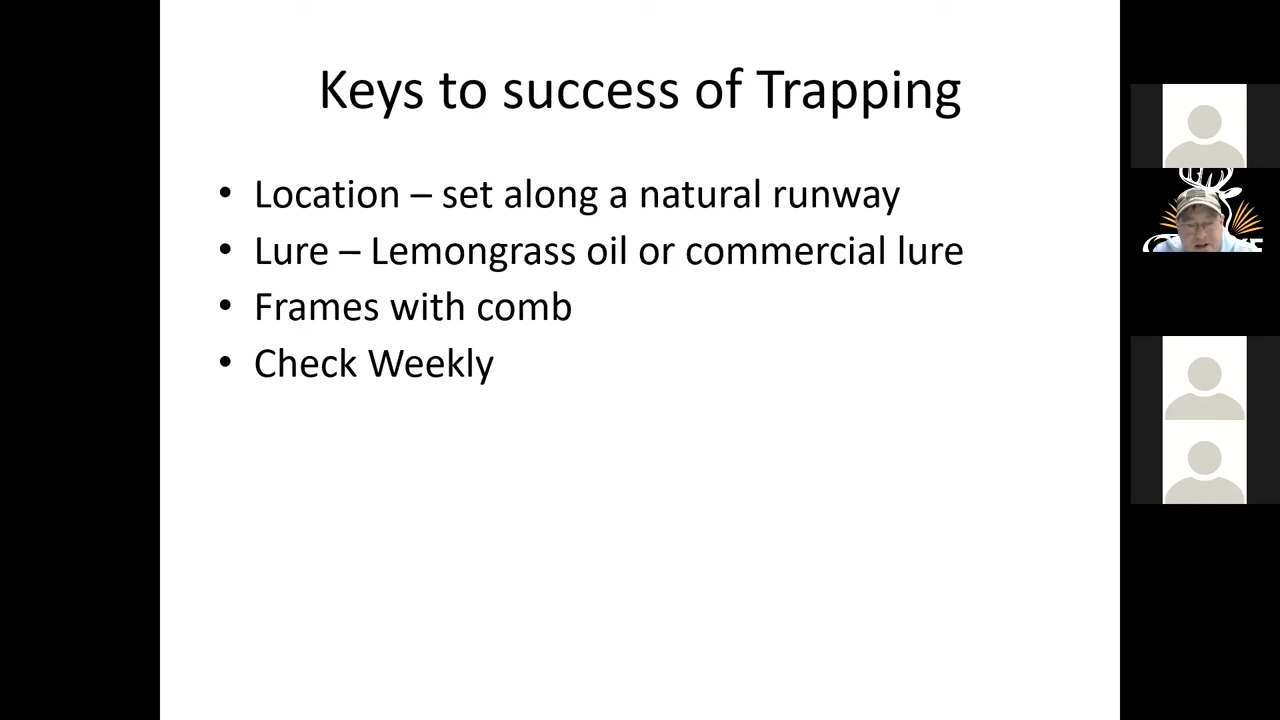 Keys to success of Trapping
• Location – set along a natural runway
• Lure – Lemongrass oil or commercial lure
• Frames with comb
• Check Weekly